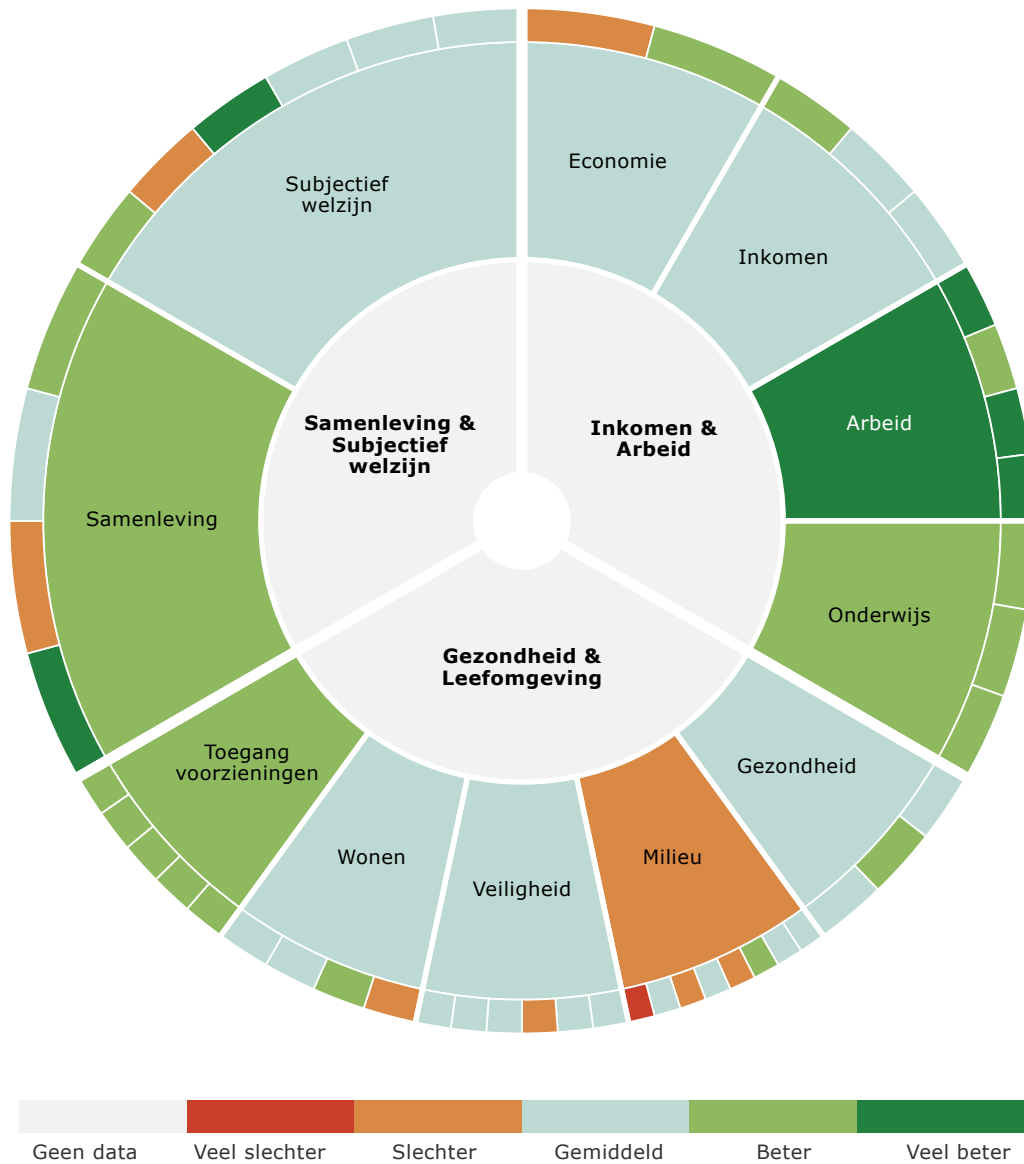 Economie
Subjectief
welzijn
Inkomen
Samenleving &
Subjectief
welzijn
Inkomen &
Arbeid
Arbeid
Samenleving
Onderwijs
Gezondheid &
Leefomgeving
Toegang
voorzieningen
Gezondheid
Wonen
Milieu
Veiligheid
Geen data
Veel slechter
Slechter
Gemiddeld
Beter
Veel beter